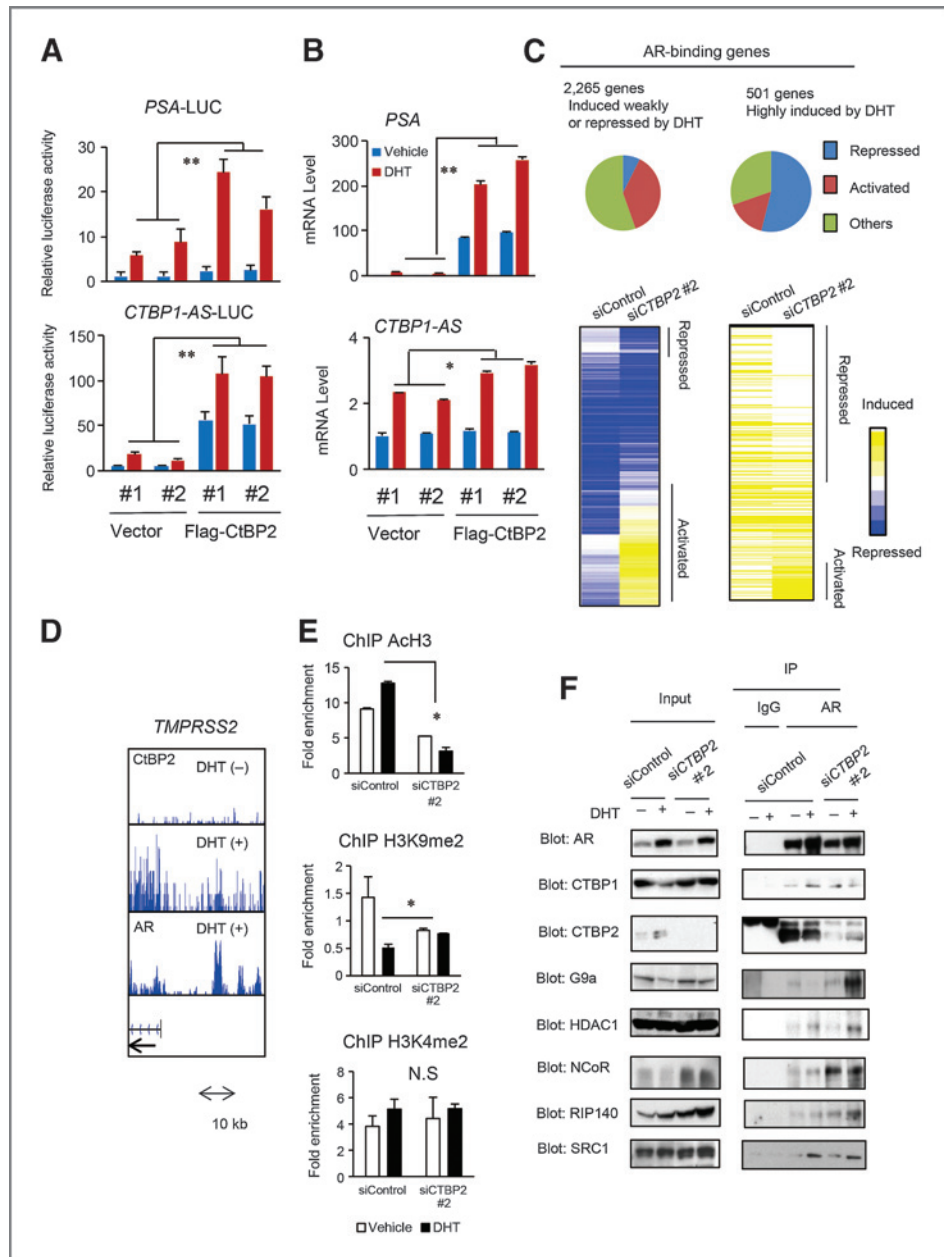 A
PSA-LUC
Relative luciferase activity
30
20
10
0
**
CTBP1-AS-LUC
Relative luciferase activity
150
125
100
75
50
25
0
**
#1 #2 #1 #2
Vector Flag-CtBP2
B
PSA
mRNA Level
300
200
100
0
Vehicle
DHT
**
CTBP1-AS
mRNA Level
4
2
0
*
#1 #2 #1 #2
Vector Flag-CtBP2
C
AR-binding genes
2,265 genes
Induced weakly
or repressed by DHT
501 genes
Highly induced by DHT
Repressed
Activated
Others
siControl
siCTBP2 #2
Repressed
Activated
siControl
siCTBP2 #2
Repressed
Activated
Induced
Repressed
D
TMPRSS2
CtBP2
DHT (–)
DHT (+)
AR
DHT (+)
10 kb
E
ChIP AcH3
Fold enrichment
15
10
5
0
*
siControl siCTBP2
#2
ChIP H3K9me2
Fold enrichment
2
1.5
1
0.5
0
*
siControl siCTBP2
#2
ChIP H3K4me2
N.S
Fold enrichment
8
6
4
2
0
siControl siCTBP2
#2
Vehicle DHT
F
IP
Input IgG AR
siControl siCTBP2 #2 siControl siCTBP2 #2
DHT – + – + – + – + – +
Blot: AR
Blot: CTBP1
Blot: CTBP2
Blot: G9a
Blot: HDAC1
Blot: NCoR
Blot: RIP140
Blot: SRC1